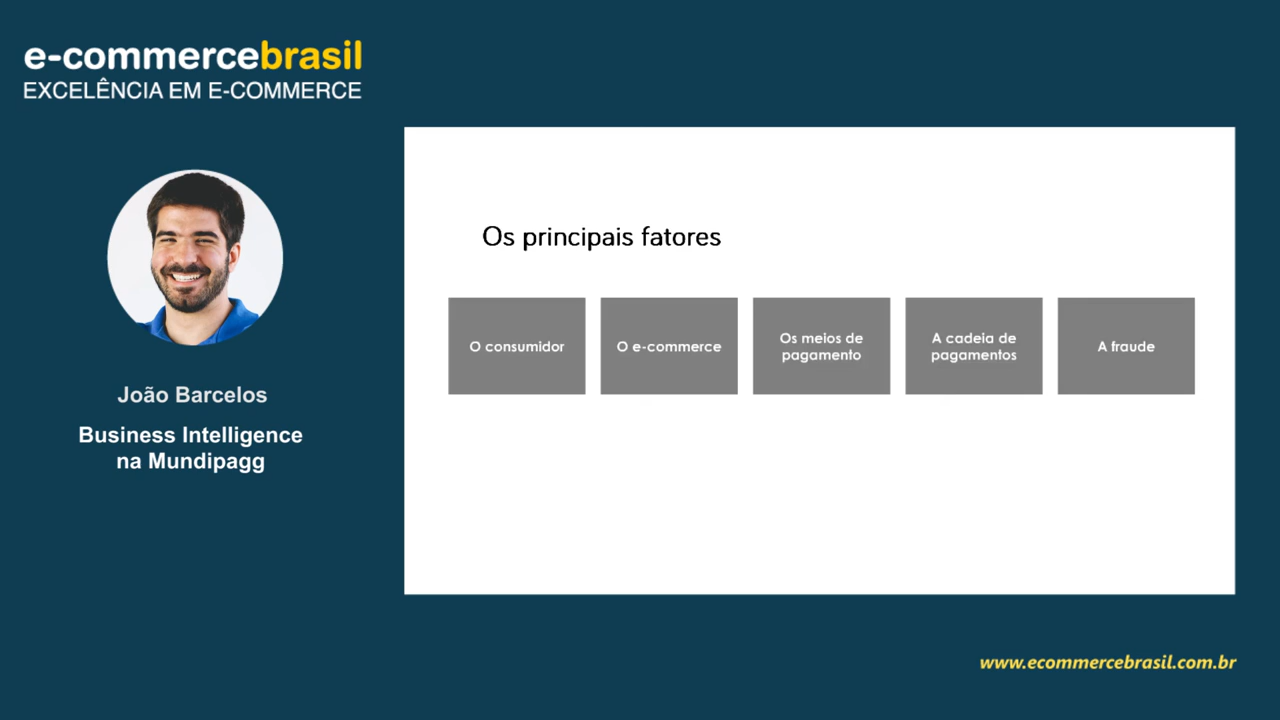 e-commercebrasil
EXCELÊNCIA EM E-COMMERCE
João Barcelos
Business Intelligence
na Mundipagg
Os principais fatores
O consumidor
O e-commerce
Os meios de
pagamento
A cadeia de
pagamentos
A fraude
www.ecommercebrasil.com.br